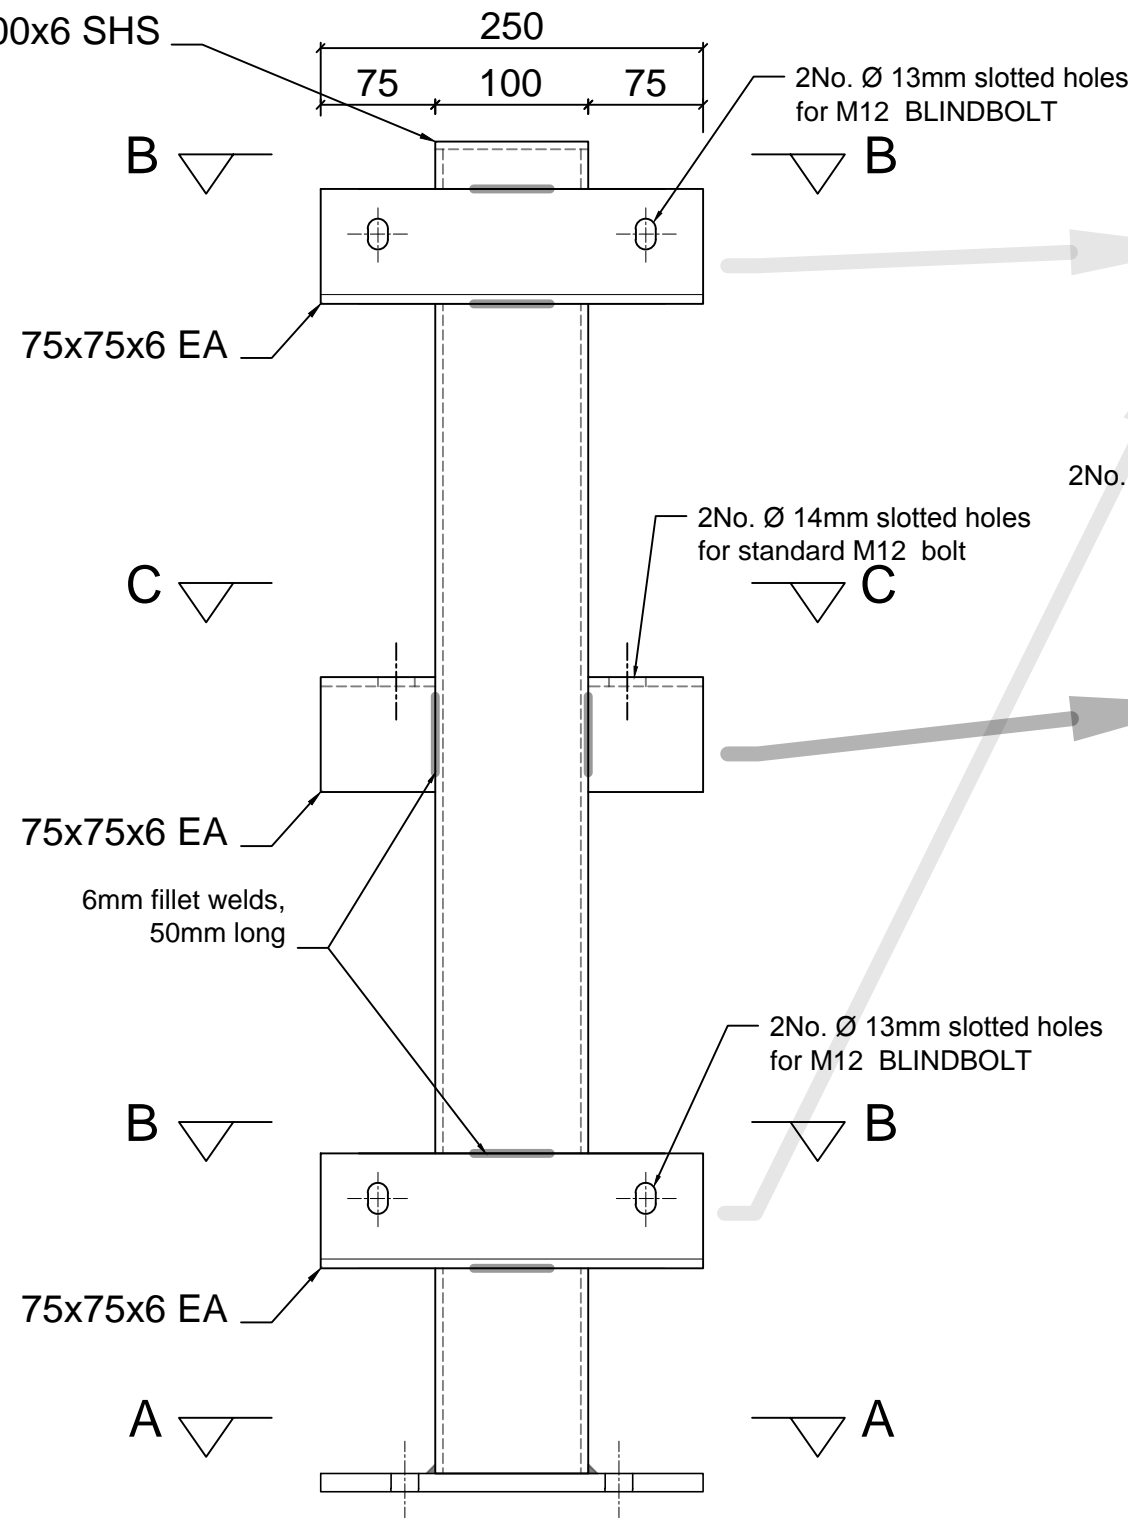 00x6 SHS
250
75 100 75
2No. Ø 13mm slotted holes
for M12 BLINDBOLT
B B
75x75x6 EA
2No.
2No. Ø 14mm slotted holes
for standard M12 bolt
C C
75x75x6 EA
6mm fillet welds,
50mm long
2No. Ø 13mm slotted holes
for M12 BLINDBOLT
B B
75x75x6 EA
A A